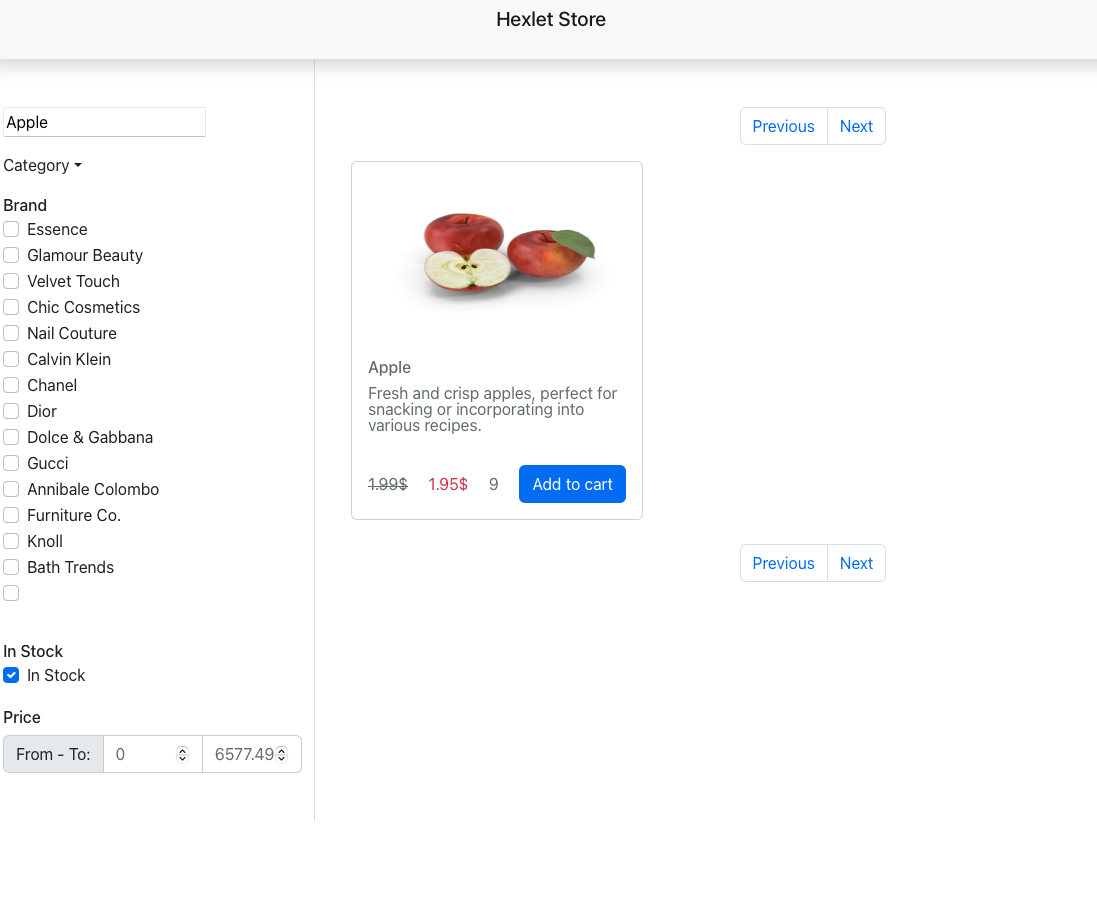 Hexlet Store
Apple
Category
Brand
Essence
Glamour Beauty
Velvet Touch
Chic Cosmetics
Nail Couture
Calvin Klein
Chanel
Dior
Dolce & Gabbana
Gucci
Annibale Colombo
Furniture Co.
Knoll
Bath Trends
In Stock
In Stock
Price
From - To: 0 6577.49
Previous Next
Apple
Fresh and crisp apples, perfect for
snacking or incorporating into
various recipes.
1.99$ 1.95$ 9 Add to cart
Previous Next